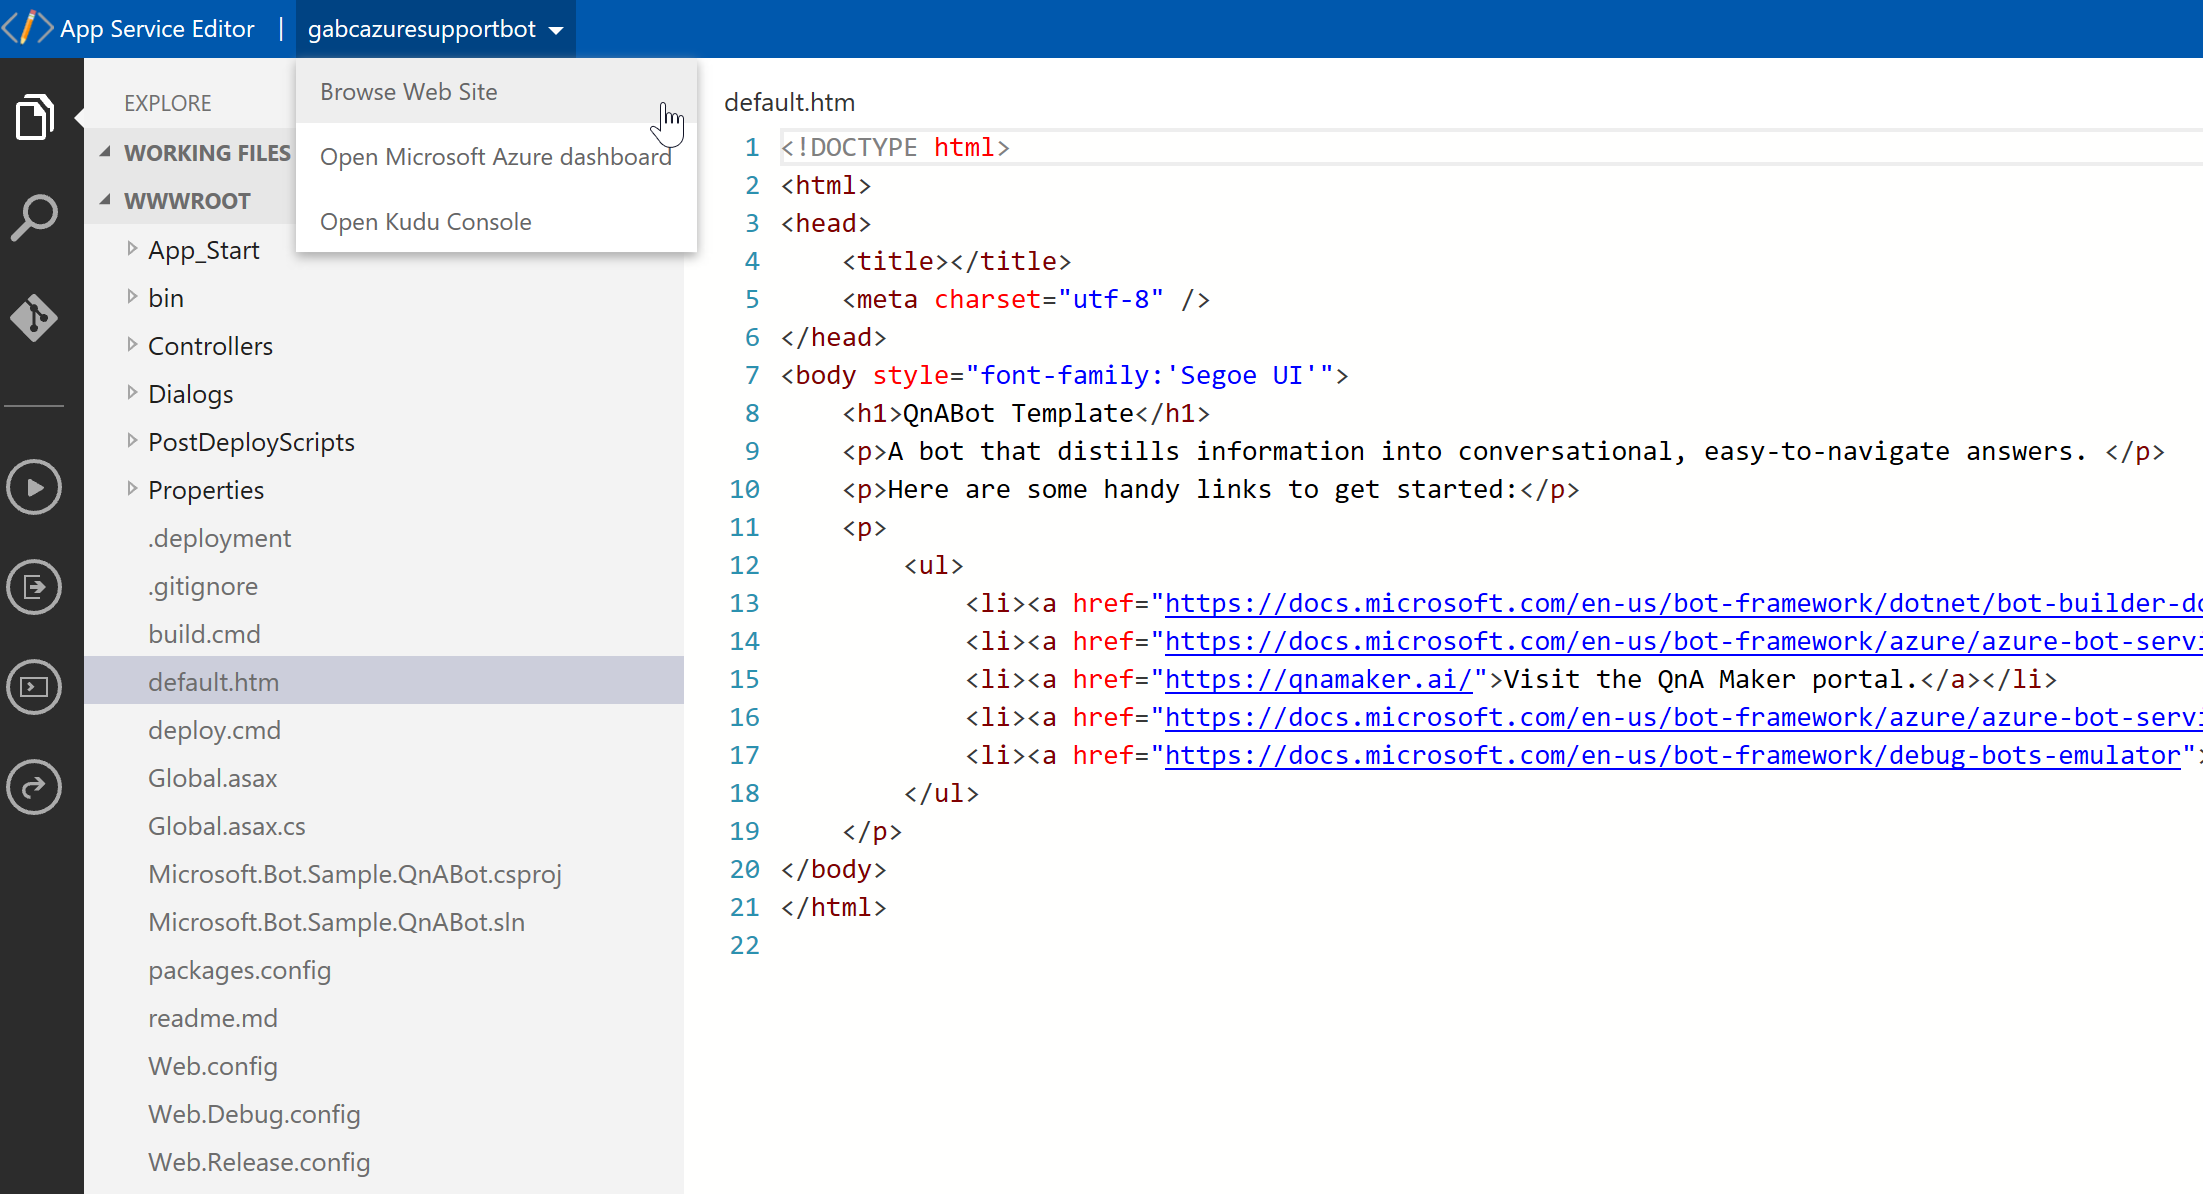 App Service Editor | gabcazuresupportbot
Browse Web Site
Open Microsoft Azure dashboard
Open Kudu Console
EXPLORE
WORKING FILES
WWWROOT
App_Start
bin
Controllers
Dialogs
PostDeployScripts
Properties
.deployment
.gitignore
build.cmd
default.htm
deploy.cmd
Global.asax
Global.asax.cs
Microsoft.Bot.Sample.QnABot.csproj
Microsoft.Bot.Sample.QnABot.sln
packages.config
readme.md
Web.config
Web.Debug.config
Web.Release.config
default.htm
1 <!DOCTYPE html>
2 <html>
3 <head>
4 <title></title>
5 <meta charset="utf-8" />
6 </head>
7 <body style="font-family:'Segoe UI'">
8 <h1>QnABot Template</h1>
9 <p>A bot that distills information into conversational, easy-to-navigate answers. </p>
10 <p>Here are some handy links to get started:</p>
11 <p>
12 <ul>
13 <li><a href="https://docs.microsoft.com/en-us/bot-framework/dotnet/bot-builder-do
14 <li><a href="https://docs.microsoft.com/en-us/bot-framework/azure/azure-bot-servi
15 <li><a href="https://qnamaker.ai/">Visit the QnA Maker portal.</a></li>
16 <li><a href="https://docs.microsoft.com/en-us/bot-framework/azure/azure-bot-servi
17 <li><a href="https://docs.microsoft.com/en-us/bot-framework/debug-bots-emulator">
18 </ul>
19 </p>
20 </body>
21 </html>
22